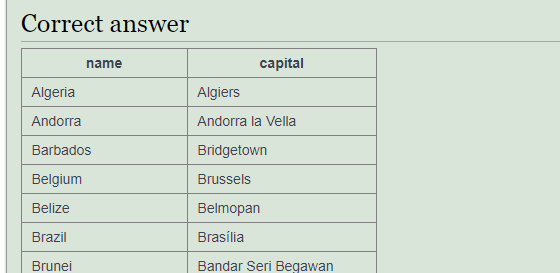 Correct answer
name capital
Algeria Algiers
Andorra Andorra la Vella
Barbados Bridgetown
Belgium Brussels
Belize Belmopan
Brazil Brasília
Brunei Bandar Seri Begawan